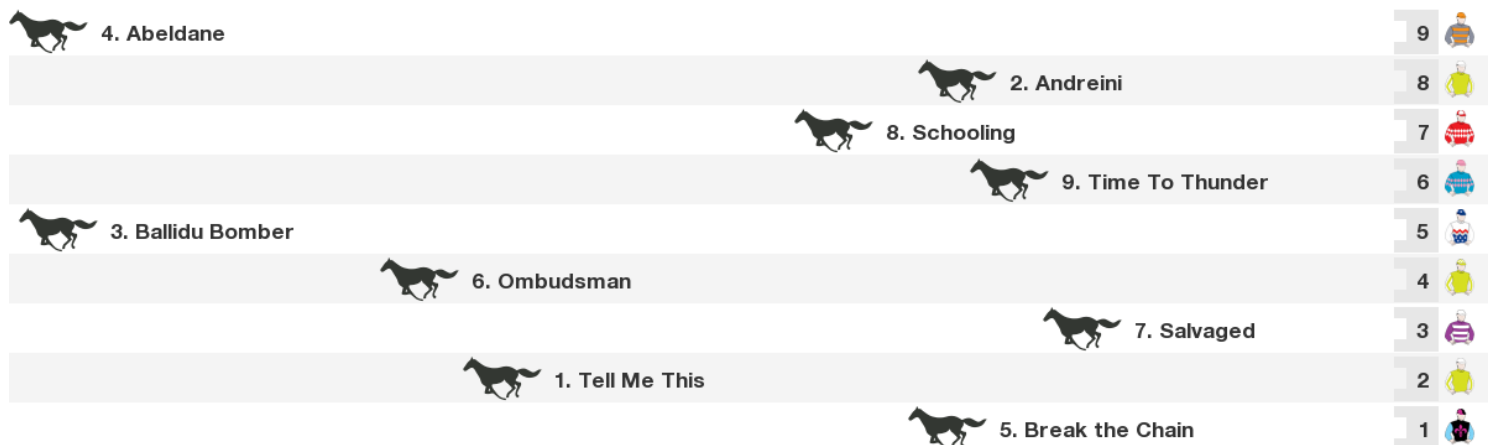 4. Abeldane 9
2. Andreini 8
8. Schooling 7
9. Time To Thunder 6
3. Ballidu Bomber 5
6. Ombudsman 4
7. Salvaged 3
1. Tell Me This 2
5. Break the Chain 1